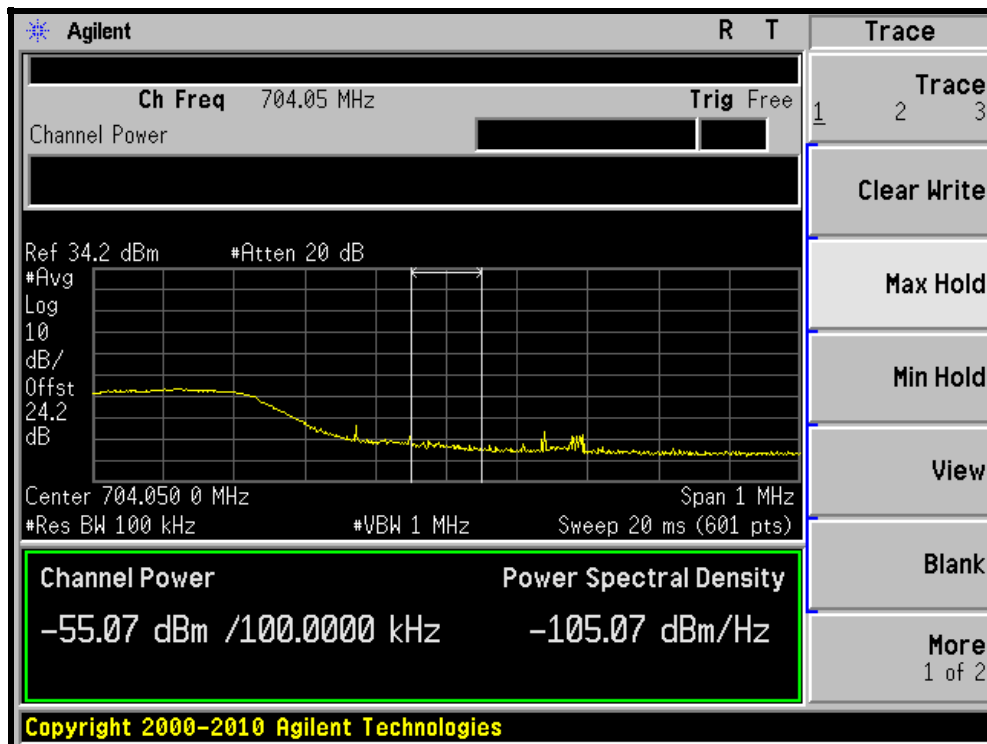 Agilent R T Trace
Ch Freq 704.05 MHz Trig Free
Channel Power
Trace
1 2 3
Clear Write
Ref 34.2 dBm #Atten 20 dB
#Avg
Log
10
dB/
Offst
24.2
dB
Max Hold
Min Hold
View
Center 704.050 0 MHz Span 1 MHz
#Res BW 100 kHz #VBW 1 MHz Sweep 20 ms (601 pts)
Blank
Channel Power Power Spectral Density
-55.07 dBm /100.0000 kHz -105.07 dBm/Hz
More
1 of 2
Copyright 2000-2010 Agilent Technologies